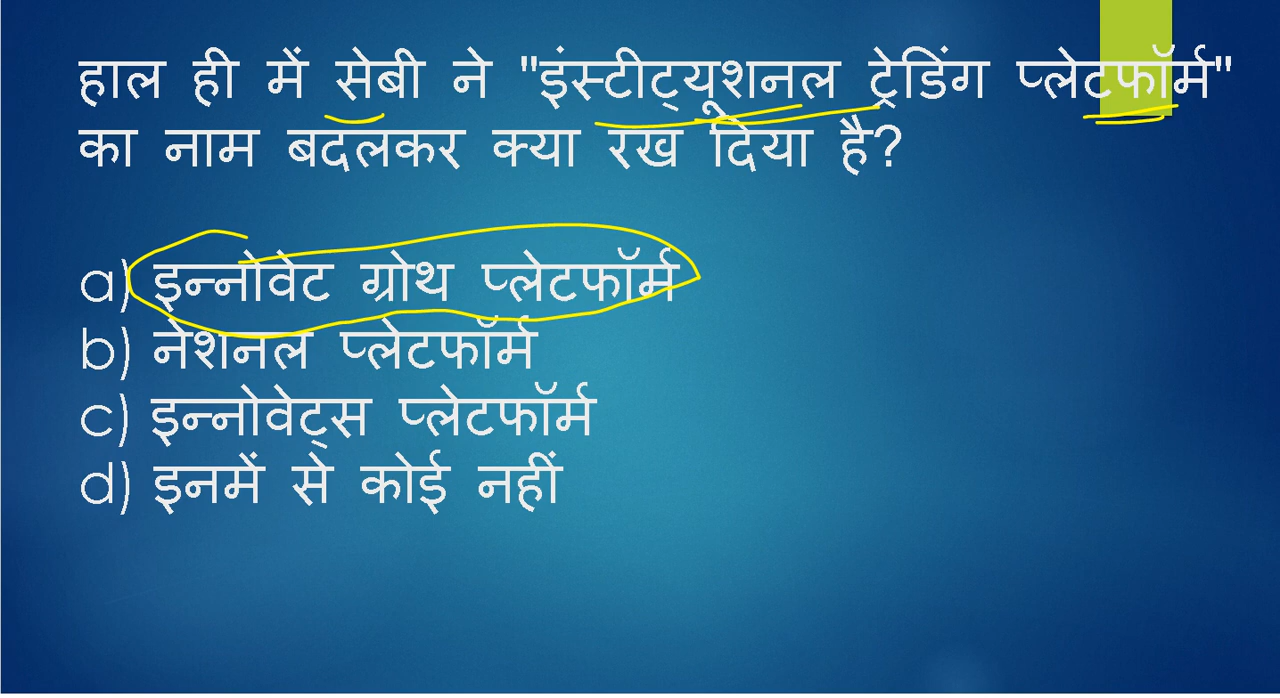 हाल ही में सेबी ने "इंस्टीट्यूशनल ट्रेडिंग प्लेटफॉर्म"
का नाम बदलकर क्या रख दिया है?
a) इन्नोवेट ग्रोथ प्लेटफॉर्म
b) नेशनल प्लेटफॉर्म
c) इन्नोवेट्स प्लेटफॉर्म
d) इनमें से कोई नहीं